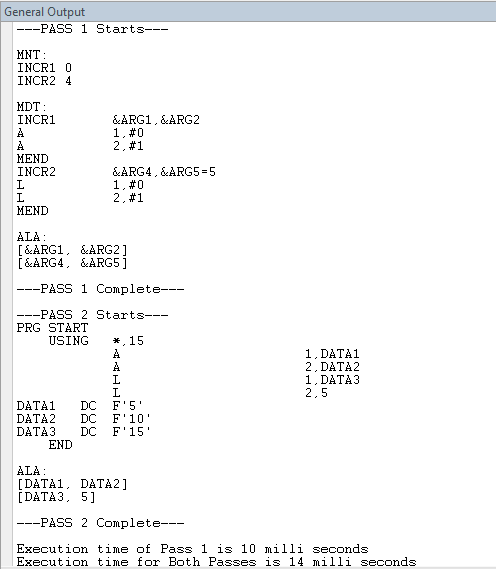 General Output
---PASS 1 Starts---
MNT:
INCR1 0
INCR2 4
MDT:
INCR1 &ARG1,&ARG2
A 1,#0
A 2,#1
MEND
INCR2 &ARG4,&ARG5=5
L 1,#0
L 2,#1
MEND
ALA:
[&ARG1, &ARG2]
[&ARG4, &ARG5]
---PASS 1 Complete---
---PASS 2 Starts---
PRG START
USING *,15
A 1,DATA1
A 2,DATA2
L 1,DATA3
L 2,5
DATA1 DC F'5'
DATA2 DC F'10'
DATA3 DC F'15'
END
ALA:
[DATA1, DATA2]
[DATA3, 5]
---PASS 2 Complete---
Execution time of Pass 1 is 10 milli seconds
Execution time for Both Passes is 14 milli seconds